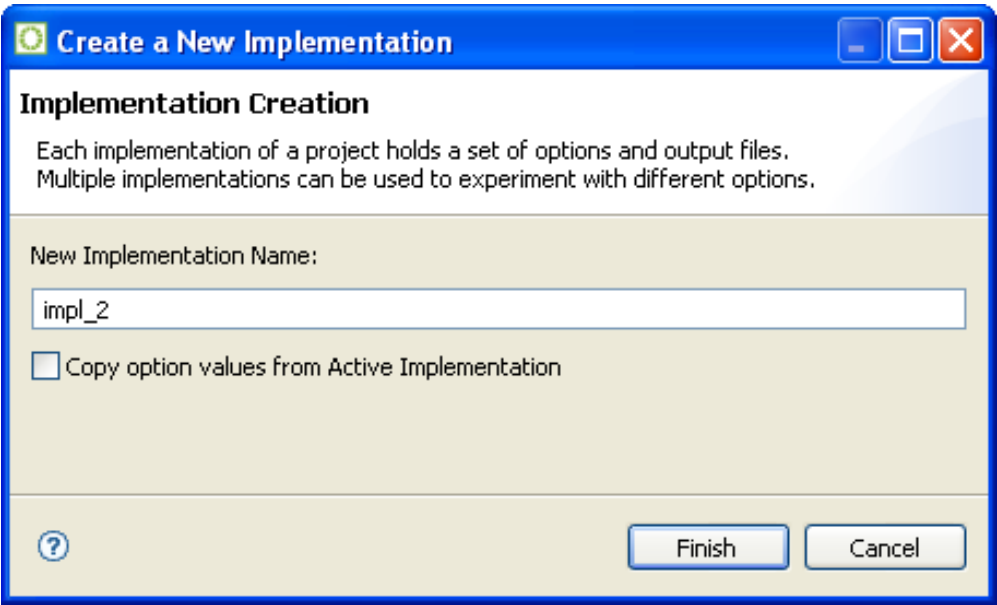 Create a New Implementation
Implementation Creation
Each implementation of a project holds a set of options and output files.
Multiple implementations can be used to experiment with different options.
New Implementation Name:
impl_2
Copy option values from Active Implementation
?
Finish
Cancel